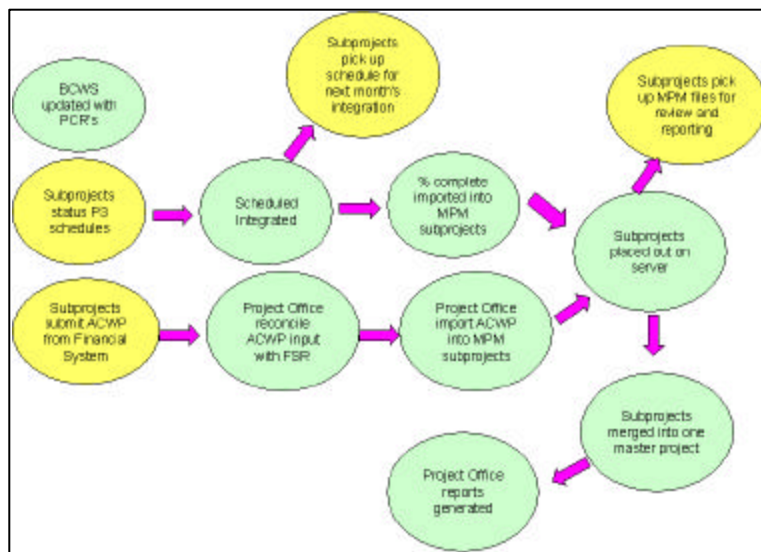 Subprojects
pick up
schedule for
next month's
integration
BCWS
updated with
PCR's
Subprojects pick
up MPM files for
review and
reporting
Subprojects
status P3
schedules
Scheduled
Integrated
% complete
imported into
MPM
subprojects
Subprojects
placed out on
server
Subprojects
submit ACWP
from Financial
System
Project Office
reconcile
ACWP input
with FSR
Project Office
import ACWP
into MPM
subprojects
Subprojects
merged into one
master project
Project Office
reports
generated